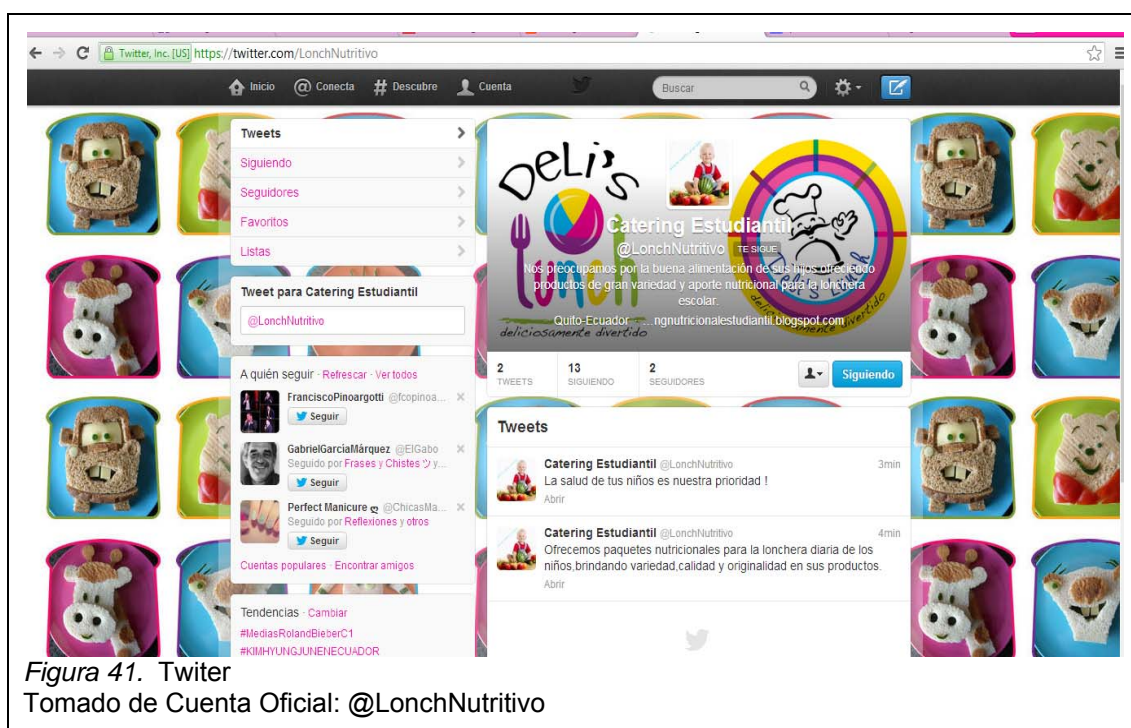 Twitter, Inc. [US] https://twitter.com/LonchNutritivo
Inicio Conecta Descubre Cuenta Buscar
Tweets
Siguiendo
Seguidores
Favoritos
Listas
Tweet para Catering Estudiantil
@LonchNutritivo
A quién seguir · Refrescar · Ver todos
FranciscoPinoargotti @fcopinoa...
Seguir
GabrielGarcíaMárquez @ElGabo
Seguido por Frases y Chistes ツ y...
Seguir
Perfect Manicure ღ @ChicasMa...
Seguido por Reflexiones y otros
Seguir
Cuentas populares · Encontrar amigos
Tendencias · Cambiar
#MediasRolandBieberC1
#KIMHYUNGJUNENECUADOR
DELi's
Lunch
deliciosamente divertido
Catering Estudiantil
@LonchNutritivo TE SIGUE
Nos preocupamos por la buena alimentación de sus hijos ofreciendo
productos de gran variedad y aporte nutricional para la lonchera
escolar.
Quito-Ecuador · ...ngnutricionalestudiantil.blogspot.com
2 TWEETS
13 SIGUIENDO
2 SEGUIDORES
Siguiendo
Tweets
Catering Estudiantil @LonchNutritivo 3min
La salud de tus niños es nuestra prioridad !
Abrir
Catering Estudiantil @LonchNutritivo 4min
Ofrecemos paquetes nutricionales para la lonchera diaria de los
niños,brindando variedad,calidad y originalidad en sus productos.
Abrir
Figura 41. Twiter
Tomado de Cuenta Oficial: @LonchNutritivo